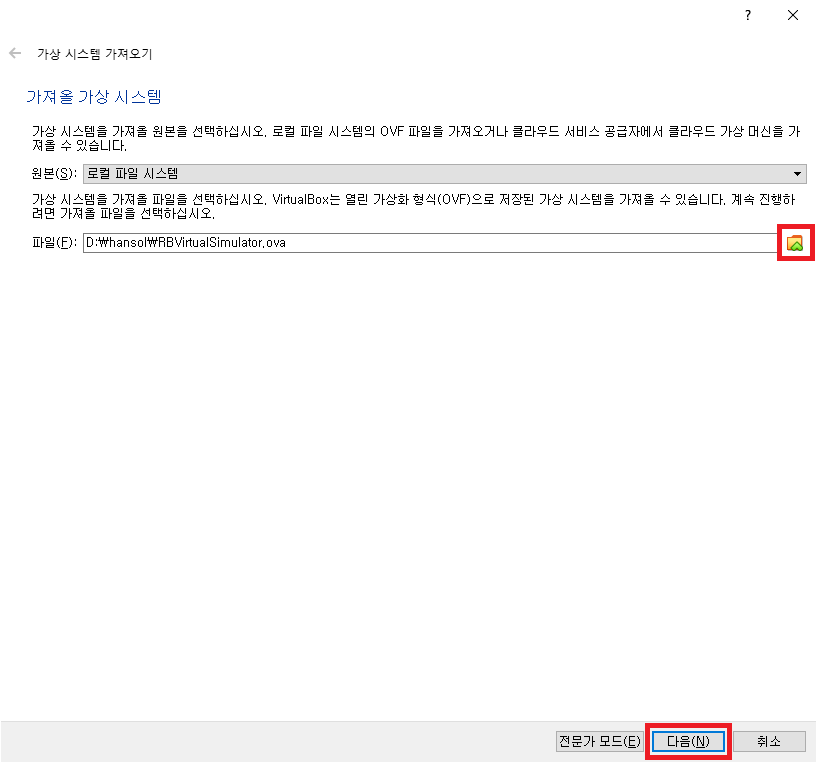 ?
가상 시스템 가져오기
가져올 가상 시스템
가상 시스템을 가져올 원본을 선택하십시오. 로컬 파일 시스템의 OVF 파일을 가져오거나 클라우드 서비스 공급자에서 클라우드 가상 머신을 가
져올 수 있습니다.
원본(S): 로컬 파일 시스템
가상 시스템을 가져올 파일을 선택하십시오. VirtualBox는 열린 가상화 형식(OVF)으로 저장된 가상 시스템을 가져올 수 있습니다. 계속 진행하
려면 가져올 파일을 선택하십시오.
파일(F): D:₩hansol₩RBVirtualSimulator.ova
전문가 모드(E) 다음(N) 취소